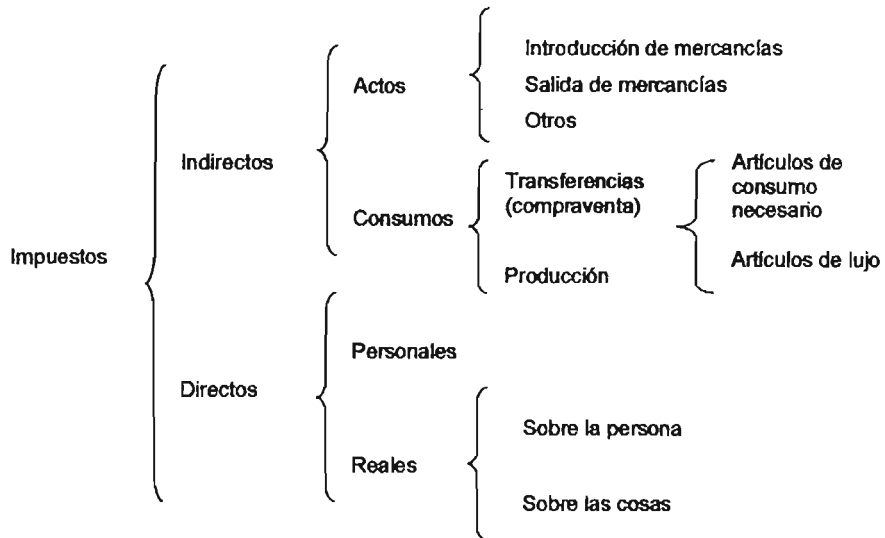 Impuestos
Indirectos
Actos
Introducción de mercancías
Salida de mercancías
Otros
Consumos
Transferencias
(compraventa)
Producción
Artículos de
consumo
necesario
Artículos de lujo
Directos
Personales
Reales
Sobre la persona
Sobre las cosas